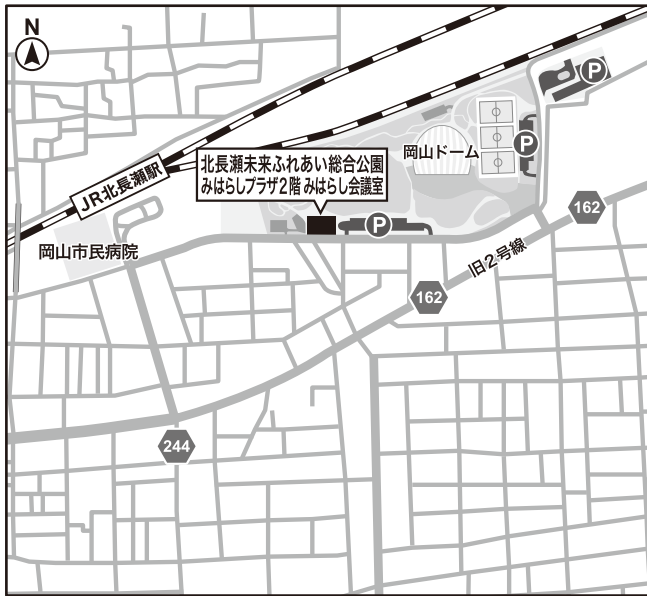 N
P
岡山ドーム
P
北長瀬未来ふれあい総合公園
みはらしプラザ2階 みはらし会議室
JR北長瀬駅
162
P
岡山市民病院
旧2号線
162
244